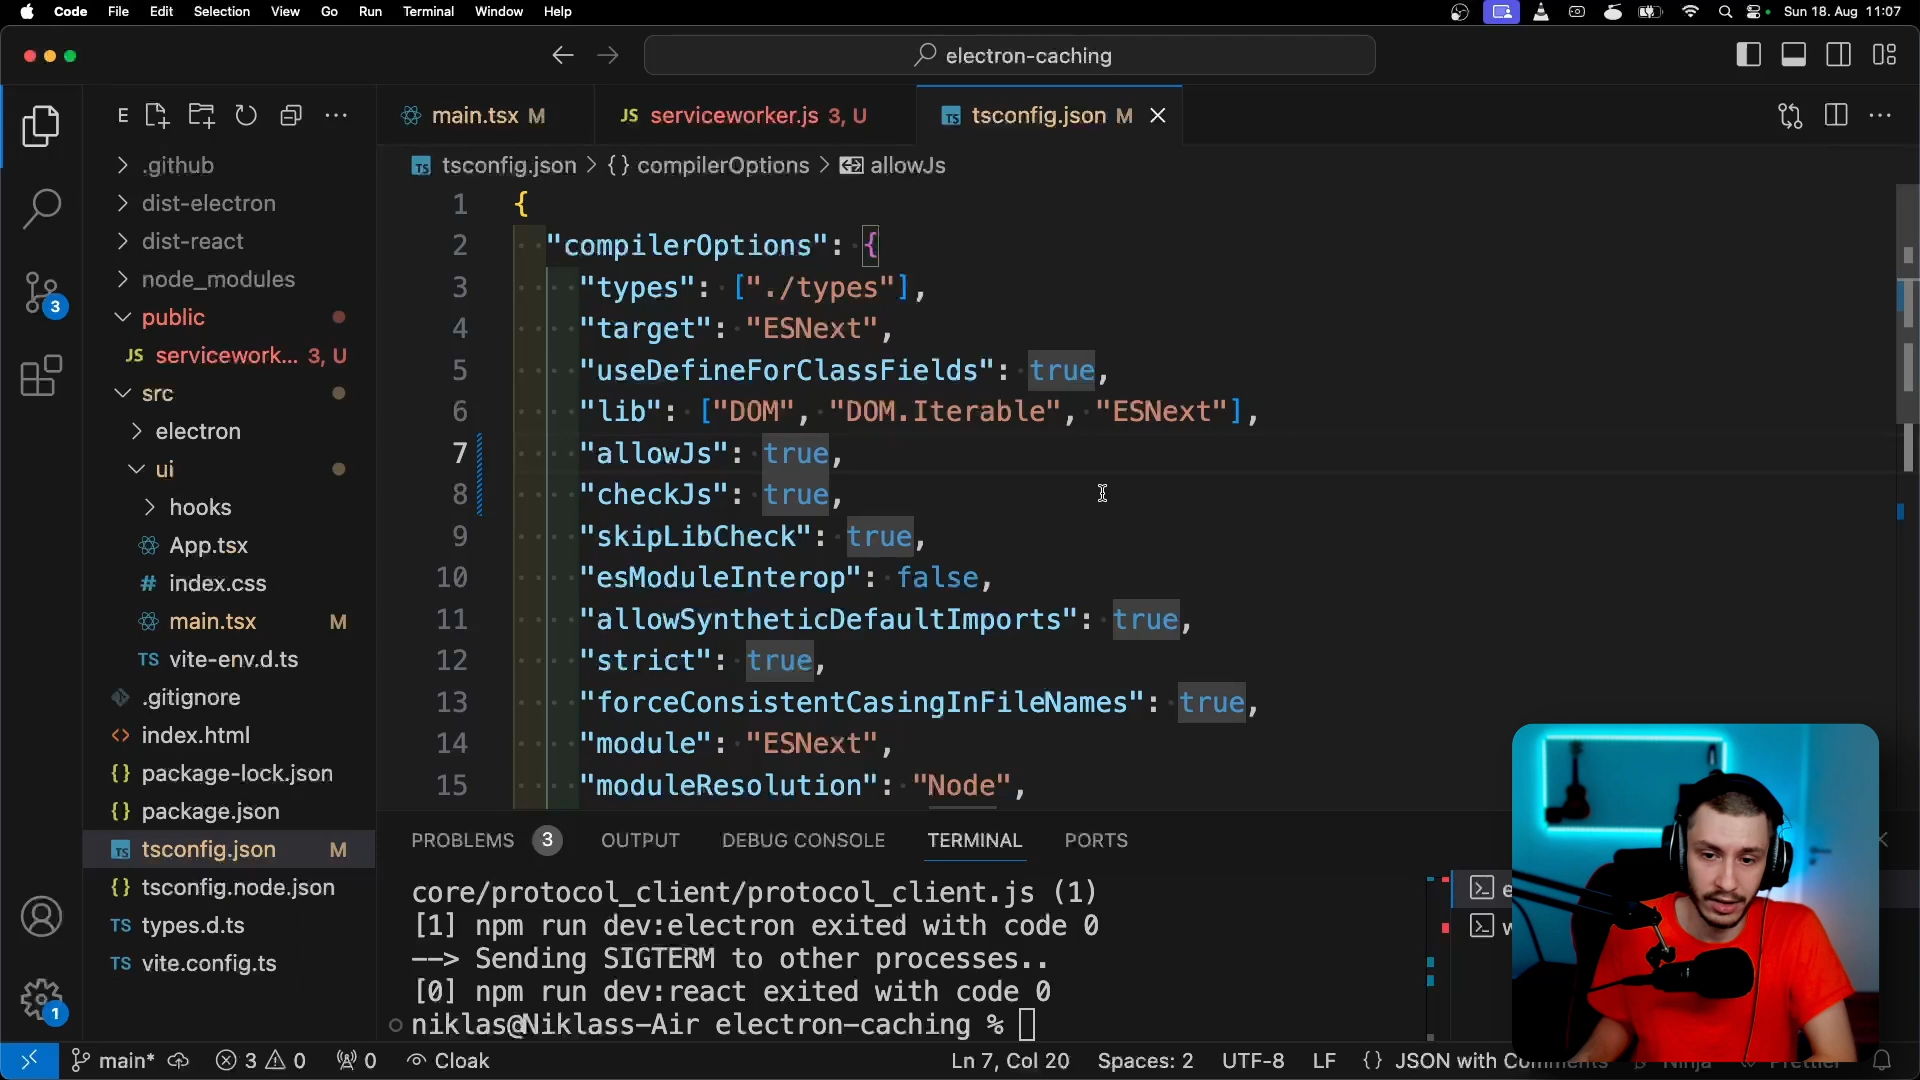 Code File Edit Selection View Go Run Terminal Window Help
Sun 18. Aug 11:07
electron-caching
E
main.tsx M
JS serviceworker.js 3, U
TS tsconfig.json M
TS tsconfig.json > {} compilerOptions > allowJs
.github
dist-electron
dist-react
node_modules
public
JS servicework... 3, U
src
electron
ui
hooks
App.tsx
# index.css
main.tsx M
TS vite-env.d.ts
.gitignore
<> index.html
{} package-lock.json
{} package.json
TS tsconfig.json M
{} tsconfig.node.json
TS types.d.ts
TS vite.config.ts
3
1
1 {
2 "compilerOptions": {
3 "types": ["./types"],
4 "target": "ESNext",
5 "useDefineForClassFields": true,
6 "lib": ["DOM", "DOM.Iterable", "ESNext"],
7 "allowJs": true,
8 "checkJs": true,
9 "skipLibCheck": true,
10 "esModuleInterop": false,
11 "allowSyntheticDefaultImports": true,
12 "strict": true,
13 "forceConsistentCasingInFileNames": true,
14 "module": "ESNext",
15 "moduleResolution": "Node",
PROBLEMS 3 OUTPUT DEBUG CONSOLE TERMINAL PORTS
core/protocol_client/protocol_client.js (1)
[1] npm run dev:electron exited with code 0
--> Sending SIGTERM to other processes..
[0] npm run dev:react exited with code 0
niklas@Niklass-Air electron-caching %
e
w
main* 3 0 0 Cloak
Ln 7, Col 20 Spaces: 2 UTF-8 LF {} JSON with Comments Ninja Prettier